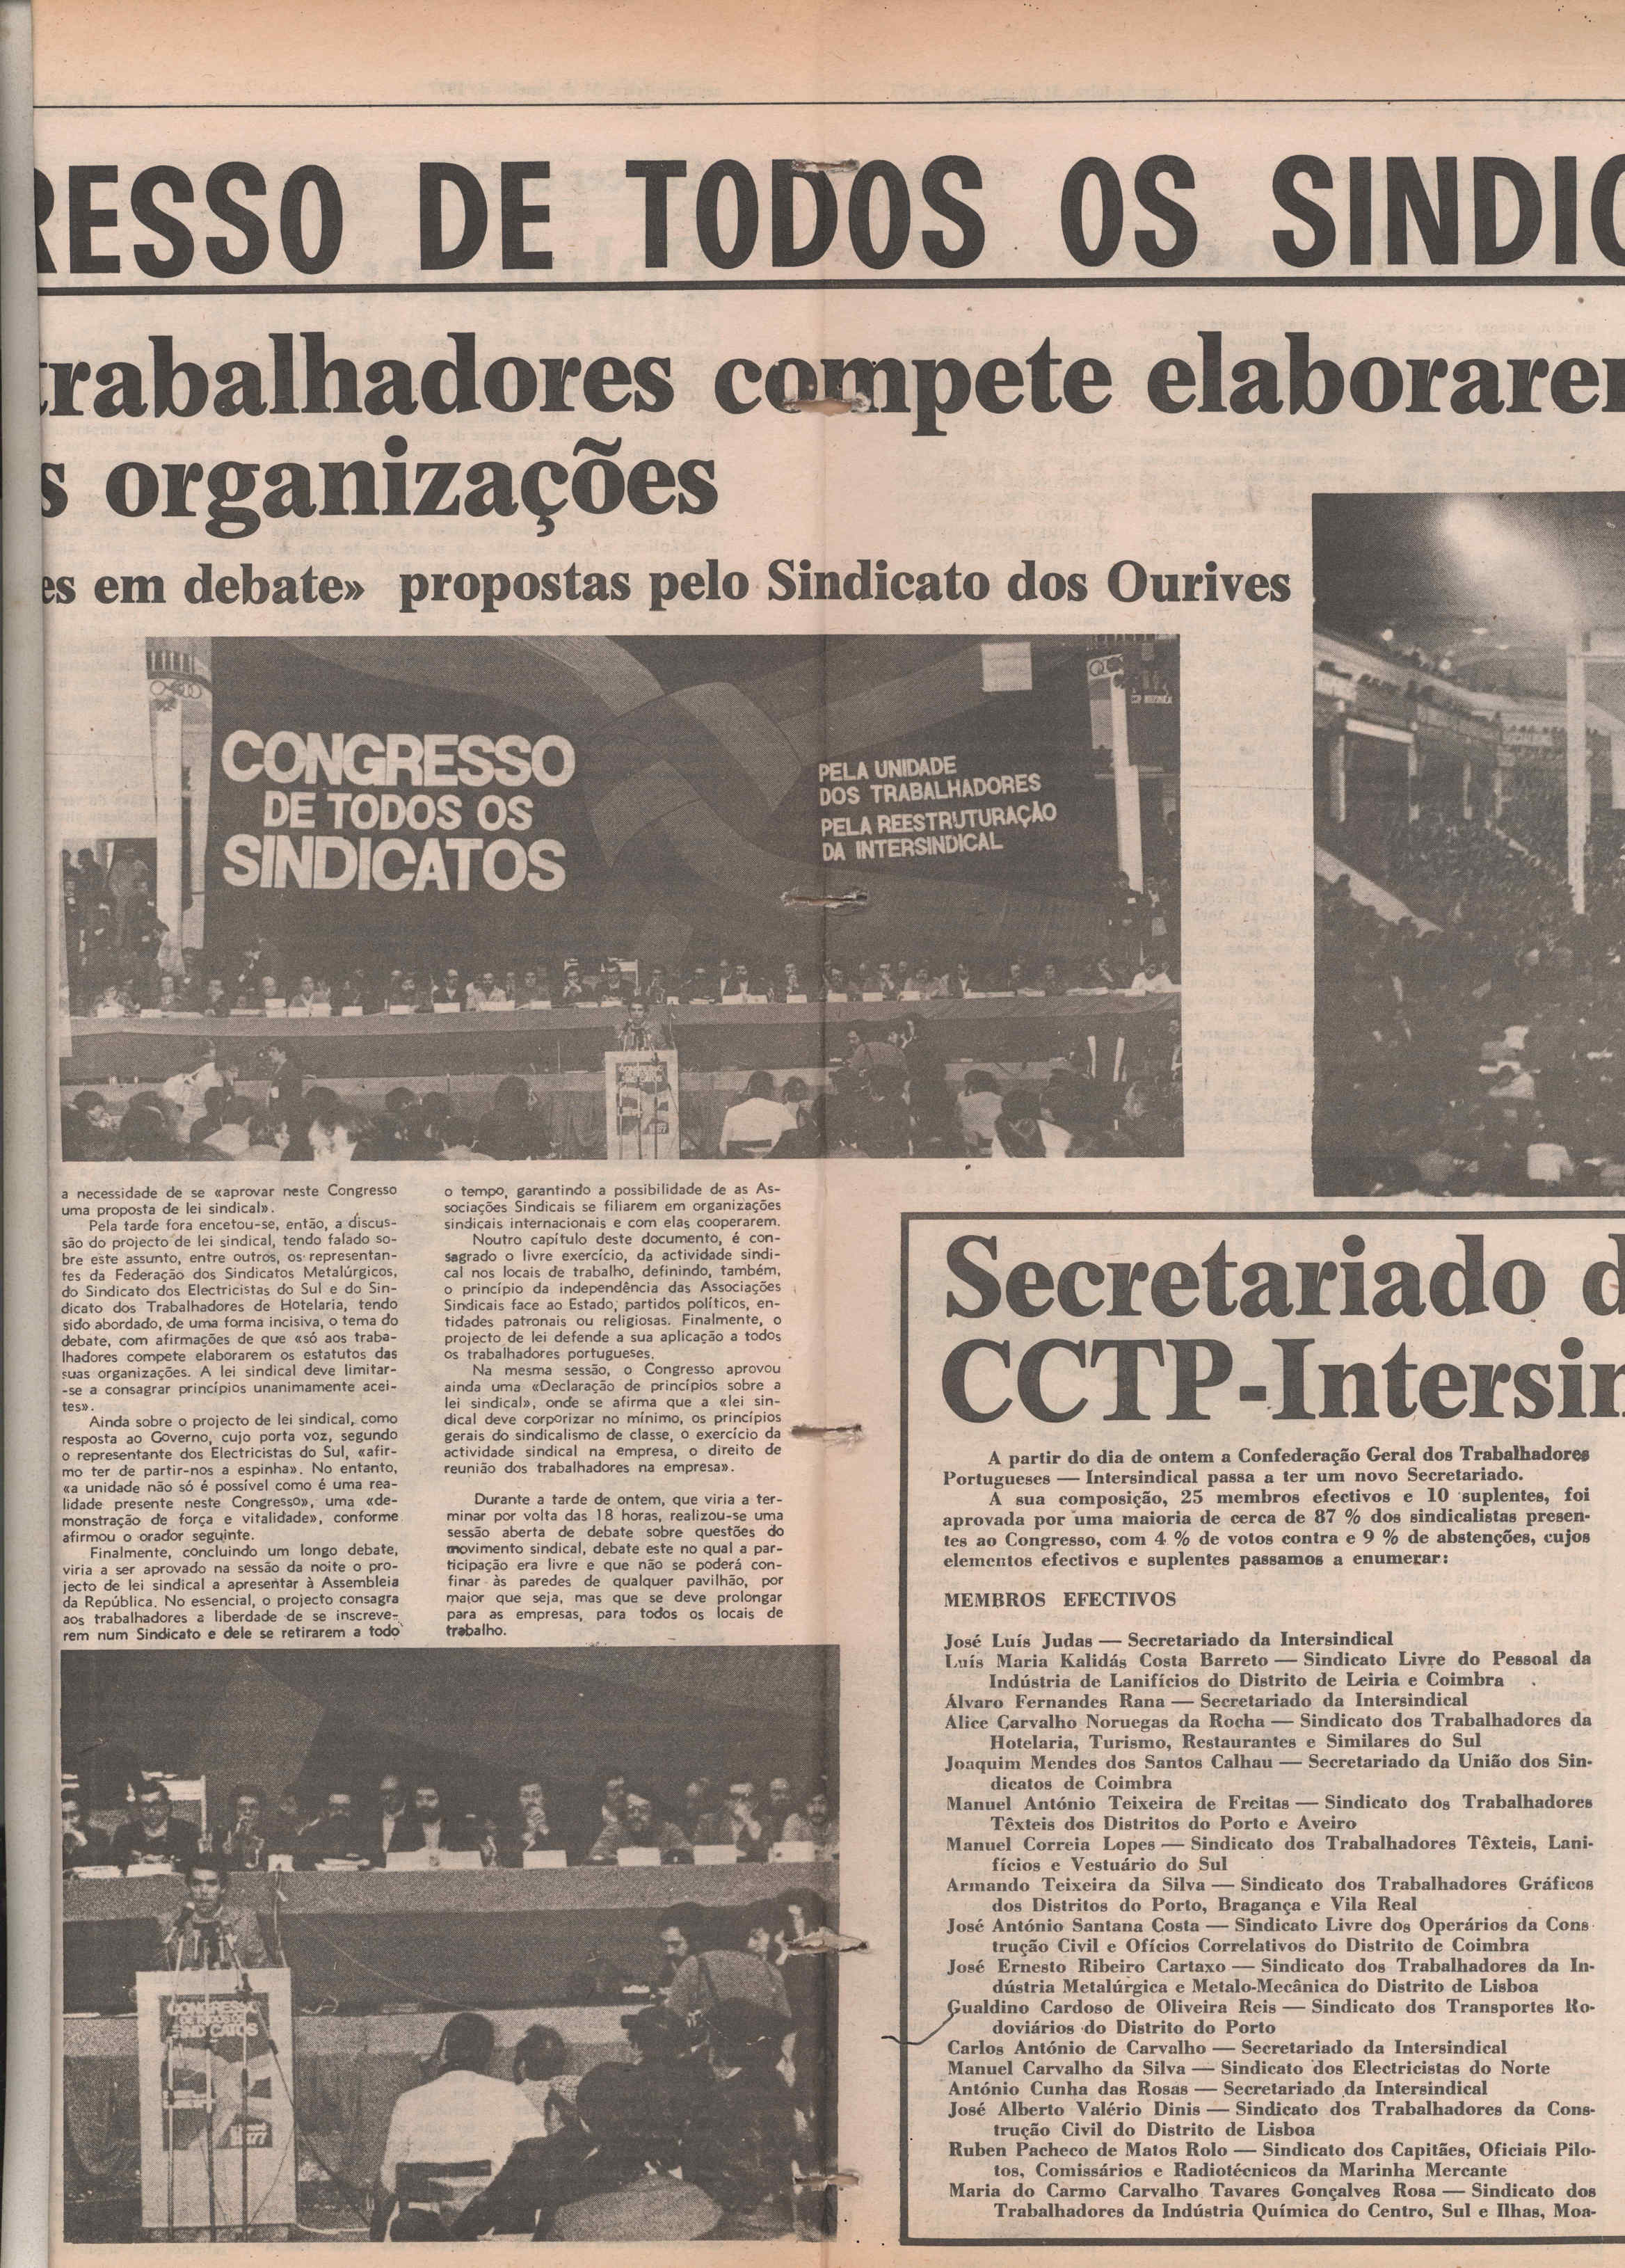 RESSO DE TODOS OS SINDIC
trabalhadores compete elaborarem
s organizações
es em debate» propostas pelo Sindicato dos Ourives
CONGRESSO
DE TODOS OS
SINDICATOS
PELA UNIDADE
DOS TRABALHADORES
PELA REESTRUTURAÇÃO
DA INTERSINDICAL
a necessidade de se «aprovar neste Congresso
uma proposta de lei sindical».
Pela tarde fora encetou-se, então, a discus-
são do projecto de lei sindical, tendo falado so-
bre este assunto, entre outros, os representan-
tes da Federação dos Sindicatos Metalúrgicos,
do Sindicato dos Electricistas do Sul e do Sin-
dicato dos Trabalhadores de Hotelaria, tendo
sido abordado, de uma forma incisiva, o tema do
debate, com afirmações de que «só aos traba-
lhadores compete elaborarem os estatutos das
suas organizações. A lei sindical deve limitar-
-se a consagrar princípios unanimamente acei-
tes».
Ainda sobre o projecto de lei sindical, como
resposta ao Governo, cujo porta voz, segundo
o representante dos Electricistas do Sul, «afir-
mo ter de partir-nos a espinha». No entanto,
«a unidade não só é possível como é uma rea-
lidade presente neste Congresso», uma «de-
monstração de força e vitalidade», conforme
afirmou o orador seguinte.
Finalmente, concluindo um longo debate,
viria a ser aprovado na sessão da noite o pro-
jecto de lei sindical a apresentar à Assembleia
da República. No essencial, o projecto consagra
aos trabalhadores a liberdade de se inscreve-
rem num Sindicato e dele se retirarem a todo
o tempo, garantindo a possibilidade de as As-
sociações Sindicais se filiarem em organizações
sindicais internacionais e com elas cooperarem.
Noutro capítulo deste documento, é con-
sagrado o livre exercício, da actividade sindi-
cal nos locais de trabalho, definindo, também,
o princípio da independência das Associações
Sindicais face ao Estado, partidos políticos, en-
tidades patronais ou religiosas. Finalmente, o
projecto de lei defende a sua aplicação a todos
os trabalhadores portugueses.
Na mesma sessão, o Congresso aprovou
ainda uma «Declaração de princípios sobre a
lei sindical», onde se afirma que a «lei sin-
dical deve corporizar no mínimo, os princípios
gerais do sindicalismo de classe, o exercício da
actividade sindical na empresa, o direito de
reunião dos trabalhadores na empresa».
Durante a tarde de ontem, que viria a ter-
minar por volta das 18 horas, realizou-se uma
sessão aberta de debate sobre questões do
movimento sindical, debate este no qual a par-
ticipação era livre e que não se poderá con-
finar às paredes de qualquer pavilhão, por
maior que seja, mas que se deve prolongar
para as empresas, para todos os locais de
trabalho.
CONGRESSO
DE TODOS OS
SINDICATOS
1977
Secretariado d
CCTP-Intersin
A partir do dia de ontem a Confederação Geral dos Trabalhadores
Portugueses — Intersindical passa a ter um novo Secretariado.
A sua composição, 25 membros efectivos e 10 suplentes, foi
aprovada por uma maioria de cerca de 87 % dos sindicalistas presen-
tes ao Congresso, com 4 % de votos contra e 9 % de abstenções, cujos
elementos efectivos e suplentes passamos a enumerar:
MEMBROS EFECTIVOS
José Luís Judas — Secretariado da Intersindical
Luís Maria Kalidás Costa Barreto — Sindicato Livre do Pessoal da
Indústria de Lanifícios do Distrito de Leiria e Coimbra
Álvaro Fernandes Rana — Secretariado da Intersindical
Alice Carvalho Noruegas da Rocha — Sindicato dos Trabalhadores da
Hotelaria, Turismo, Restaurantes e Similares do Sul
Joaquim Mendes dos Santos Calhau — Secretariado da União dos Sin-
dicatos de Coimbra
Manuel António Teixeira de Freitas — Sindicato dos Trabalhadores
Têxteis dos Distritos do Porto e Aveiro
Manuel Correia Lopes — Sindicato dos Trabalhadores Têxteis, Lani-
fícios e Vestuário do Sul
Armando Teixeira da Silva — Sindicato dos Trabalhadores Gráficos
dos Distritos do Porto, Bragança e Vila Real
José António Santana Costa — Sindicato Livre dos Operários da Cons-
trução Civil e Ofícios Correlativos do Distrito de Coimbra
José Ernesto Ribeiro Cartaxo — Sindicato dos Trabalhadores da In-
dústria Metalúrgica e Metalo-Mecânica do Distrito de Lisboa
Gualdino Cardoso de Oliveira Reis — Sindicato dos Transportes Ro-
doviários do Distrito do Porto
Carlos António de Carvalho — Secretariado da Intersindical
Manuel Carvalho da Silva — Sindicato dos Electricistas do Norte
António Cunha das Rosas — Secretariado da Intersindical
José Alberto Valério Dinis — Sindicato dos Trabalhadores da Cons-
trução Civil do Distrito de Lisboa
Ruben Pacheco de Matos Rolo — Sindicato dos Capitães, Oficiais Pilo-
tos, Comissários e Radiotécnicos da Marinha Mercante
Maria do Carmo Carvalho Tavares Gonçalves Rosa — Sindicato dos
Trabalhadores da Indústria Química do Centro, Sul e Ilhas, Moa-